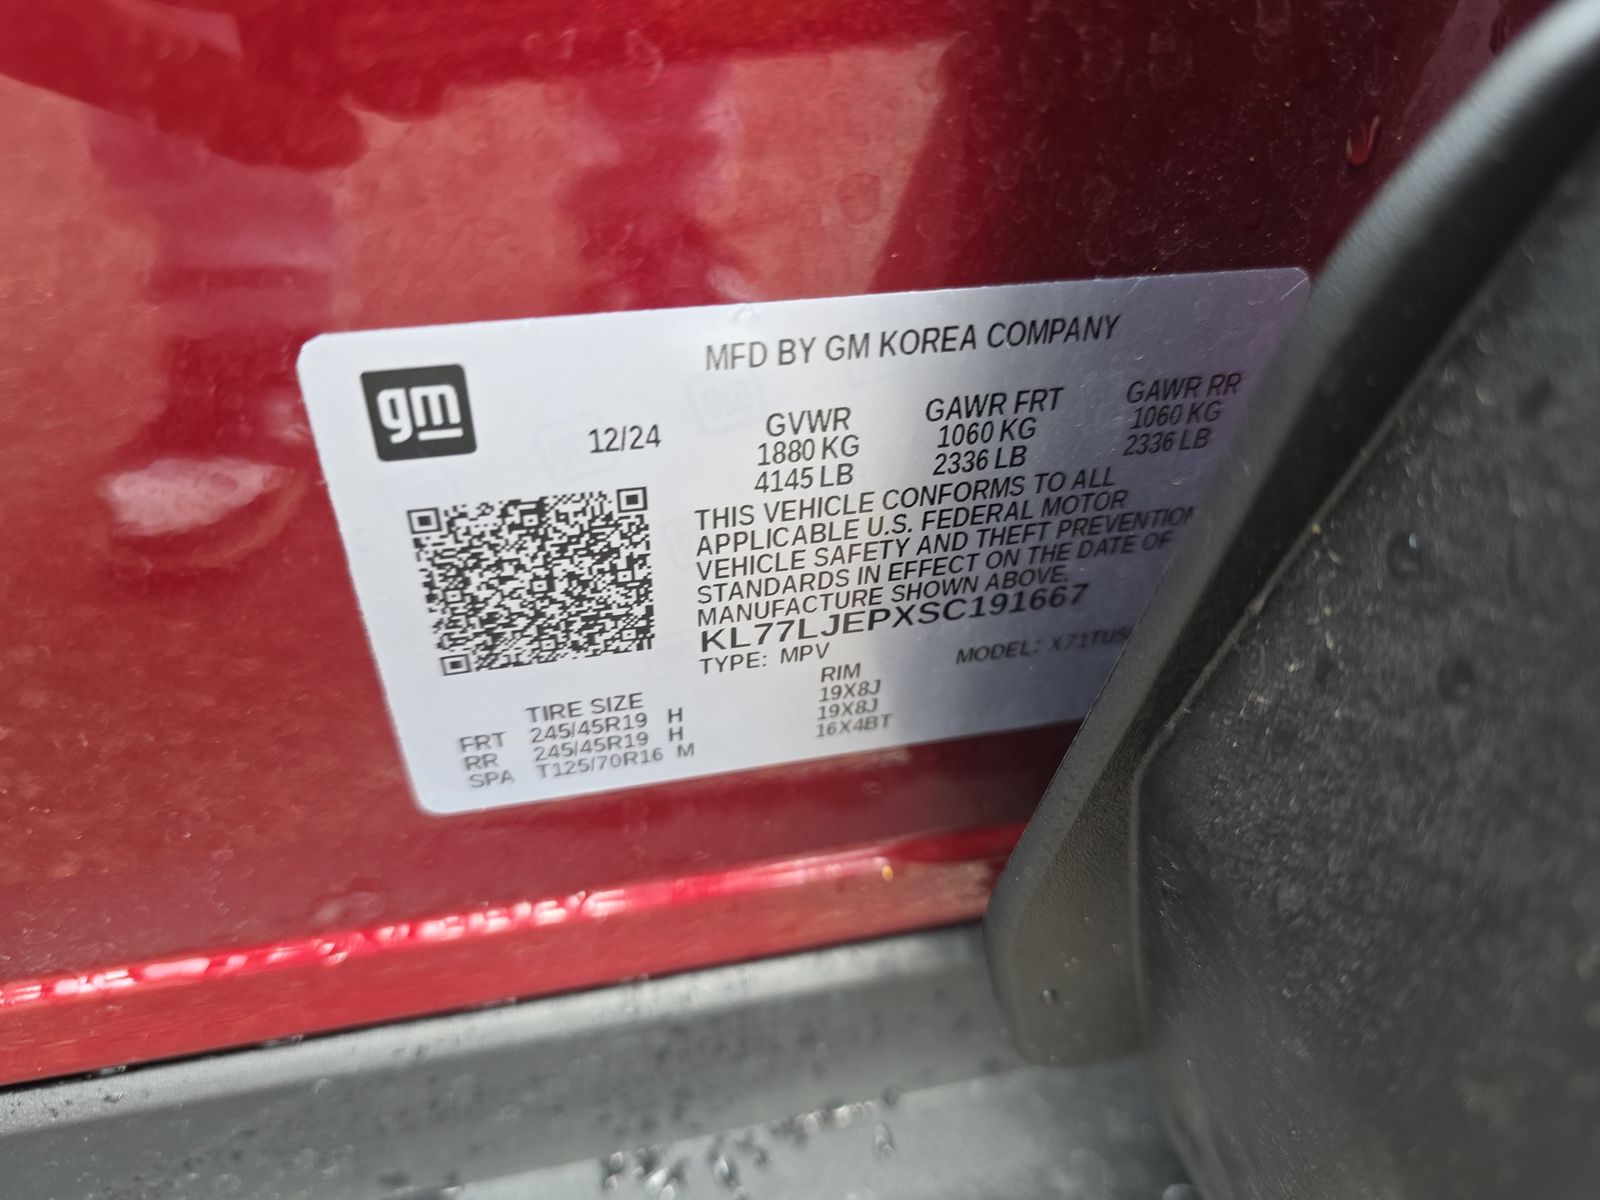 MFD BY GM KOREA COMPANY
gm
12/24
GVWR GAWR FRT GAWR RR
1880 KG 1060 KG 1060 KG
4145 LB 2336 LB 2336 LB
THIS VEHICLE CONFORMS TO ALL
APPLICABLE U.S. FEDERAL MOTOR
VEHICLE SAFETY AND THEFT PREVENTION
STANDARDS IN EFFECT ON THE DATE OF
MANUFACTURE SHOWN ABOVE.
KL77LJEPXSC191667
TYPE: MPV MODEL:
TIRE SIZE RIM
FRT 245/45R19 H 19X8J
RR 245/45R19 H 19X8J
SPA T125/70R16 M 16X4BT